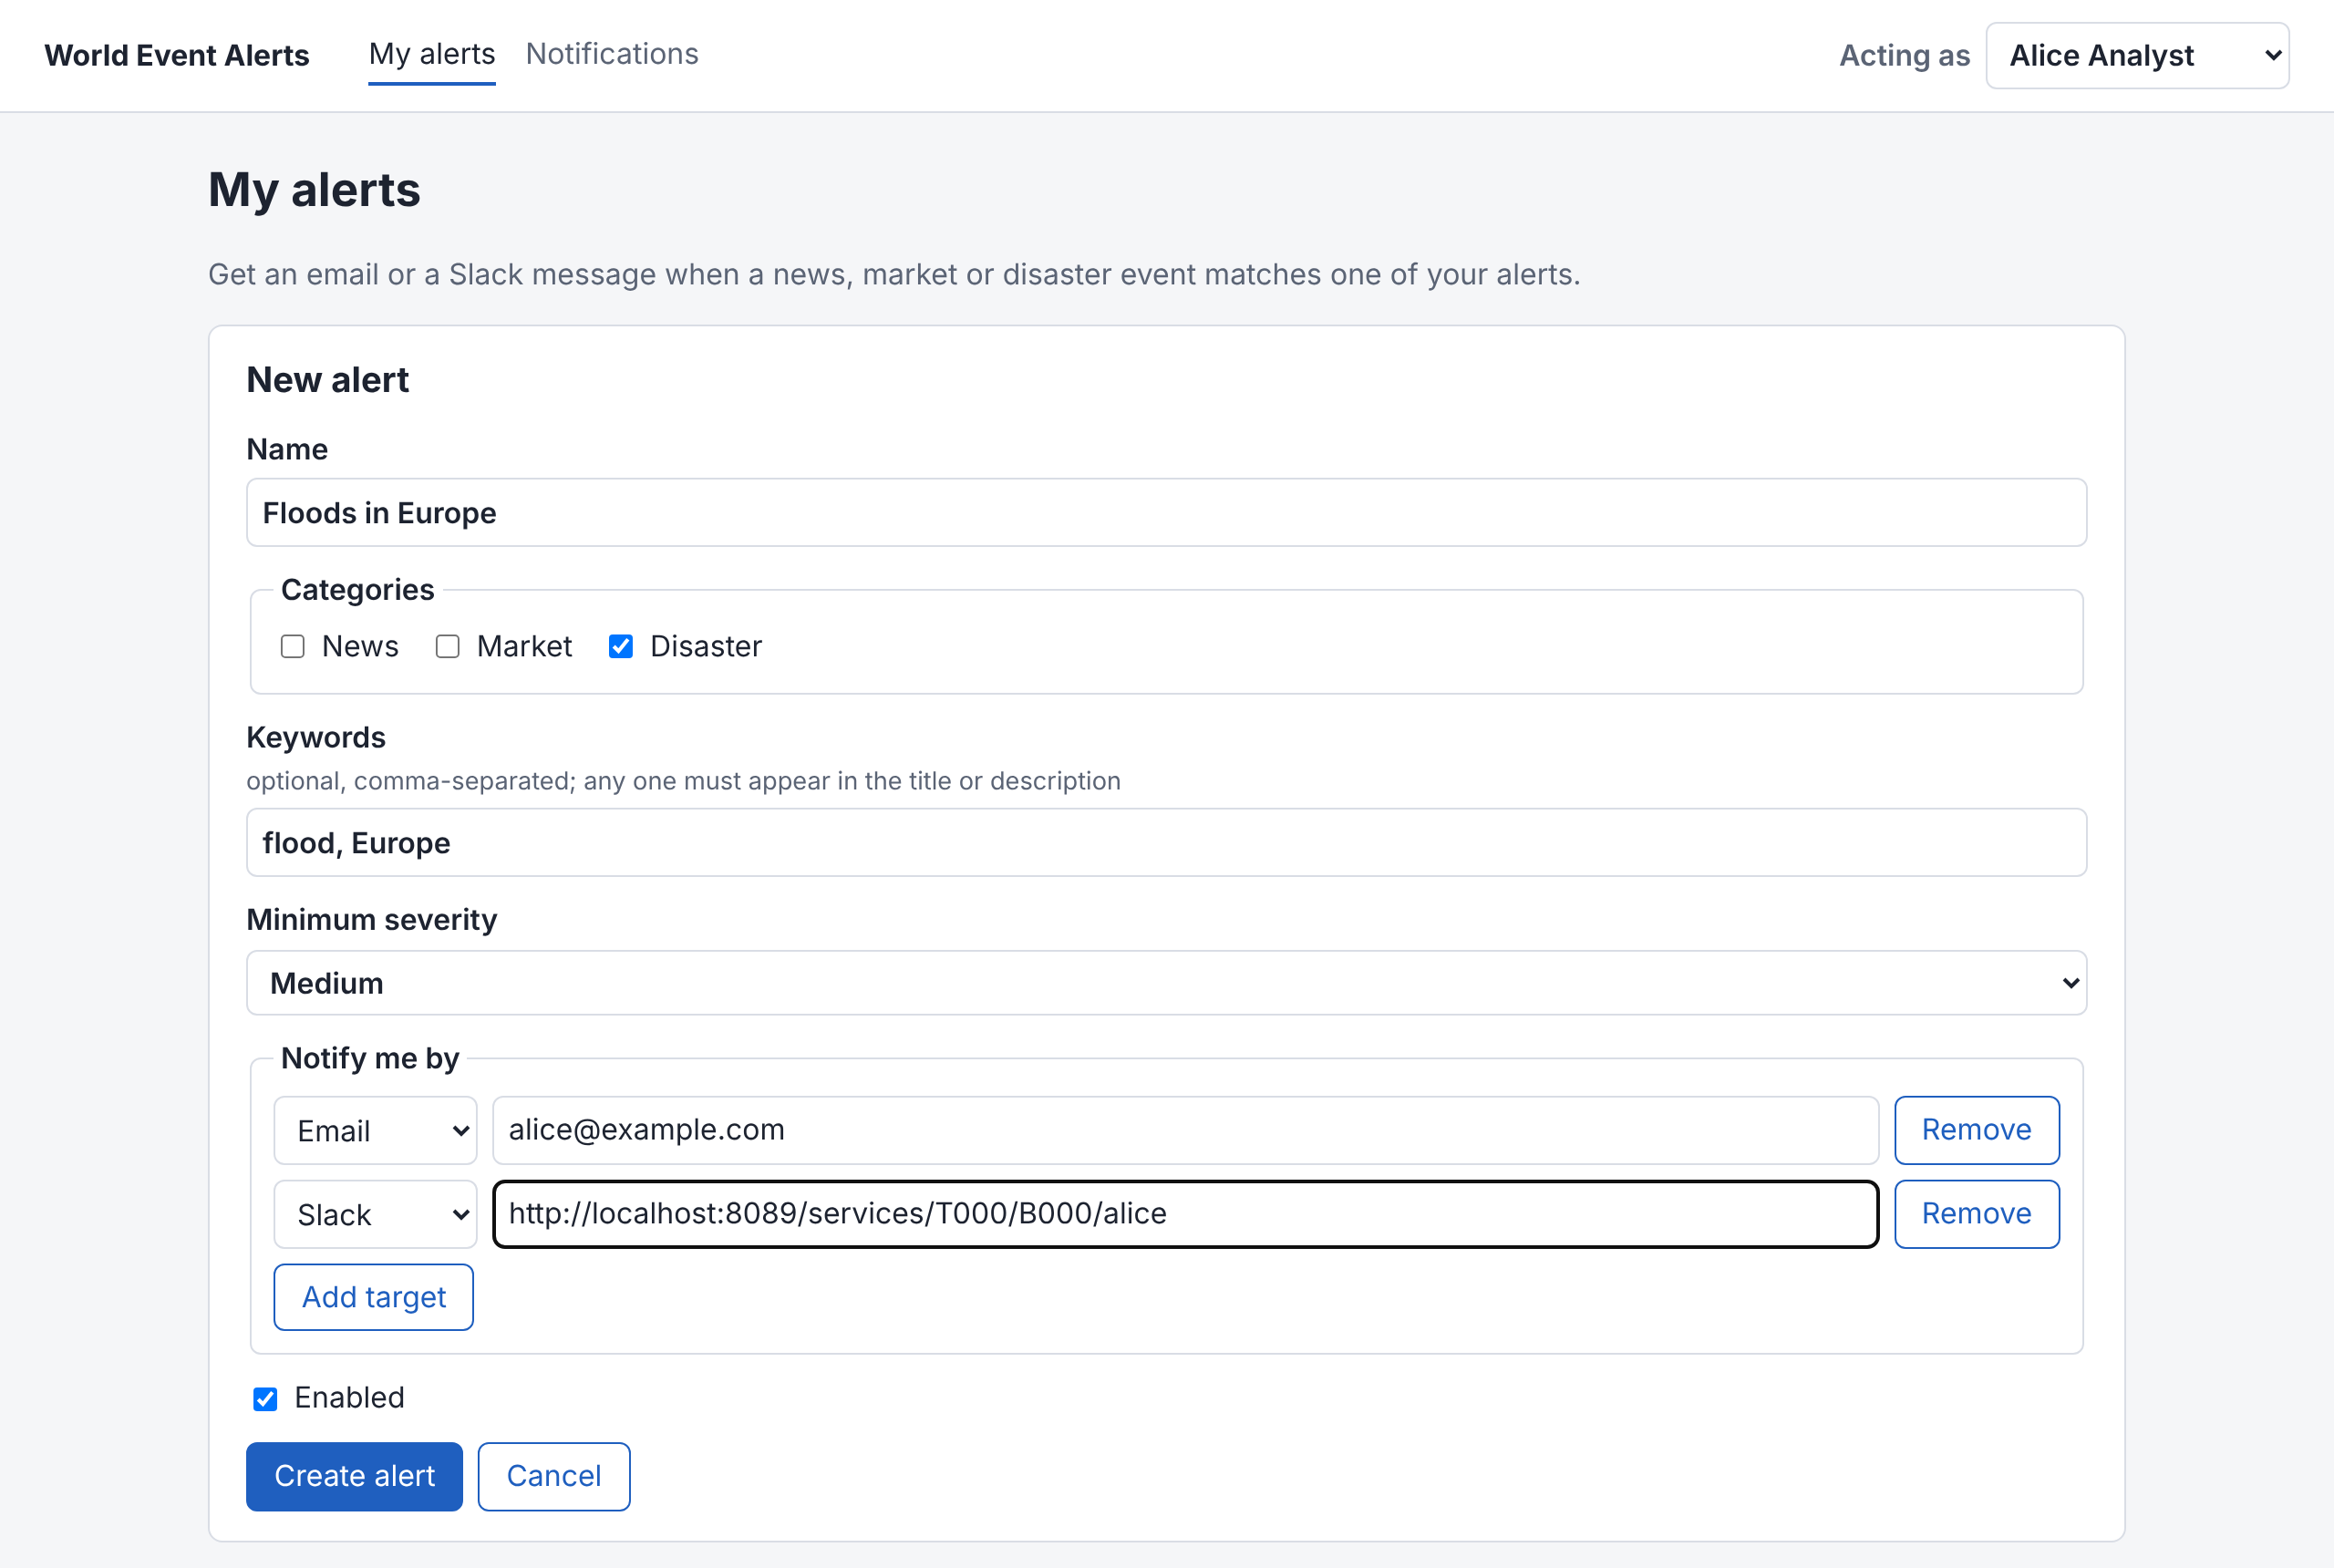 World Event Alerts My alerts Notifications Acting as Alice Analyst
My alerts
Get an email or a Slack message when a news, market or disaster event matches one of your alerts.
New alert
Name
Floods in Europe
Categories
News Market Disaster
Keywords
optional, comma-separated; any one must appear in the title or description
flood, Europe
Minimum severity
Medium
Notify me by
Email alice@example.com Remove
Slack http://localhost:8089/services/T000/B000/alice Remove
Add target
Enabled
Create alert Cancel